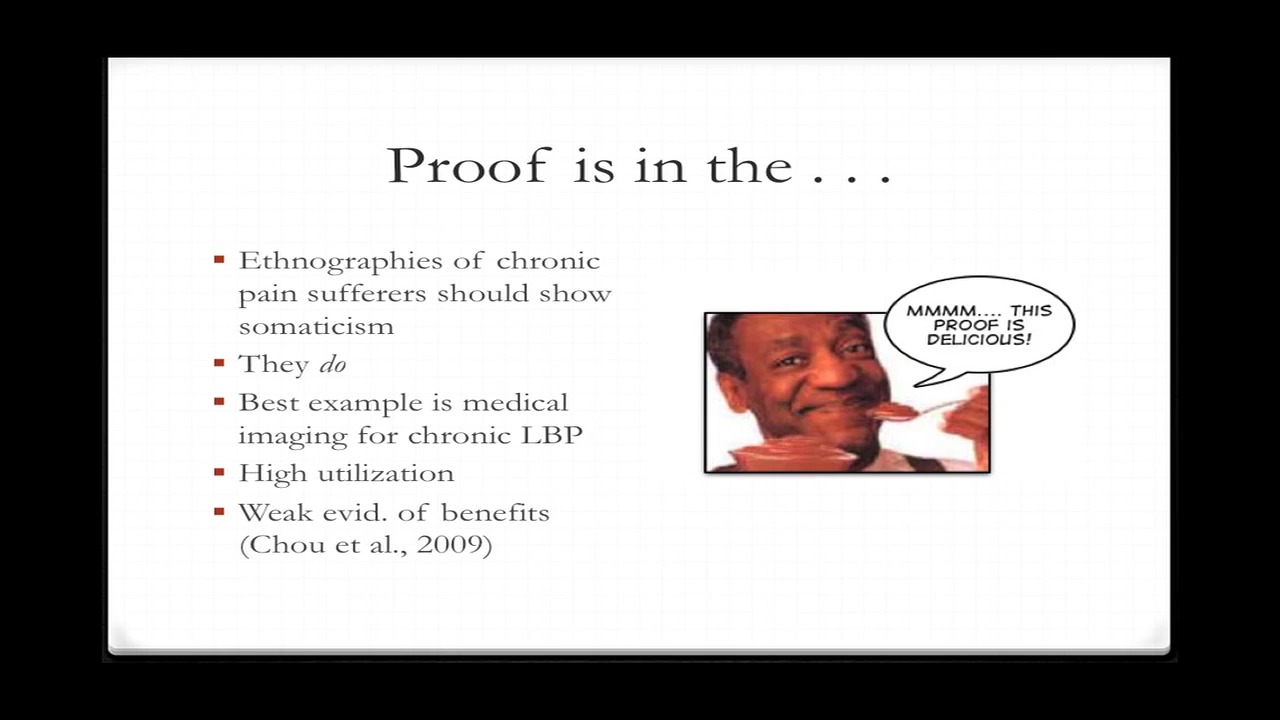 Proof is in the . . .
Ethnographies of chronic
pain sufferers should show
somaticism
They do
Best example is medical
imaging for chronic LBP
High utilization
Weak evid. of benefits
(Chou et al., 2009)
MMMM.... THIS
PROOF IS
DELICIOUS!